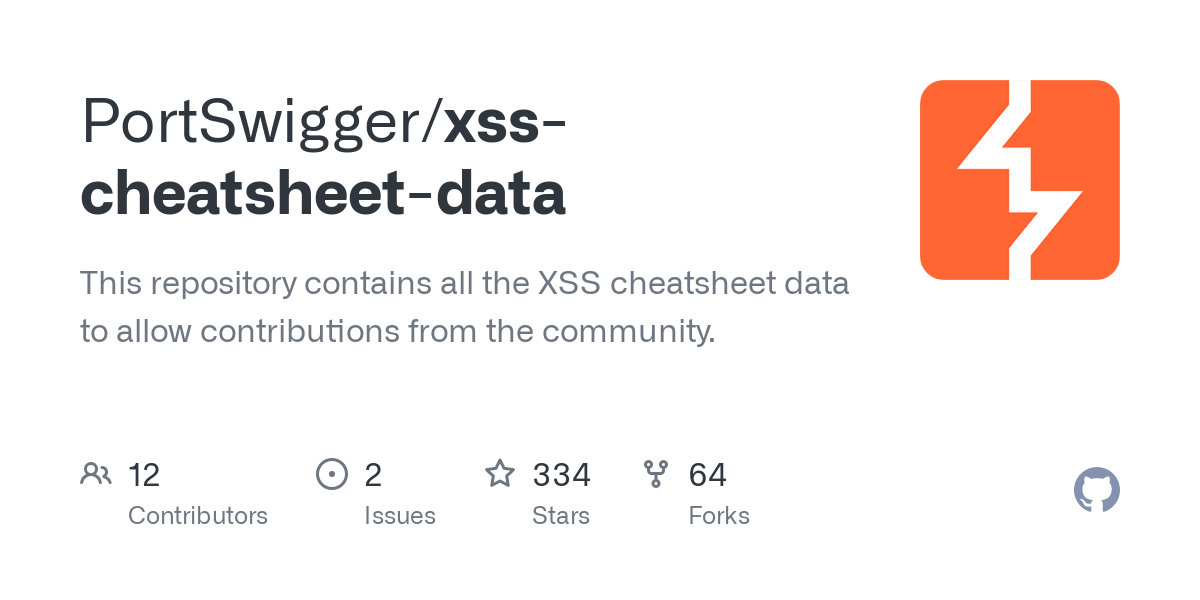 PortSwigger/xss-
cheatsheet-data
This repository contains all the XSS cheatsheet data
to allow contributions from the community.
12
Contributors
2
Issues
334
Stars
64
Forks